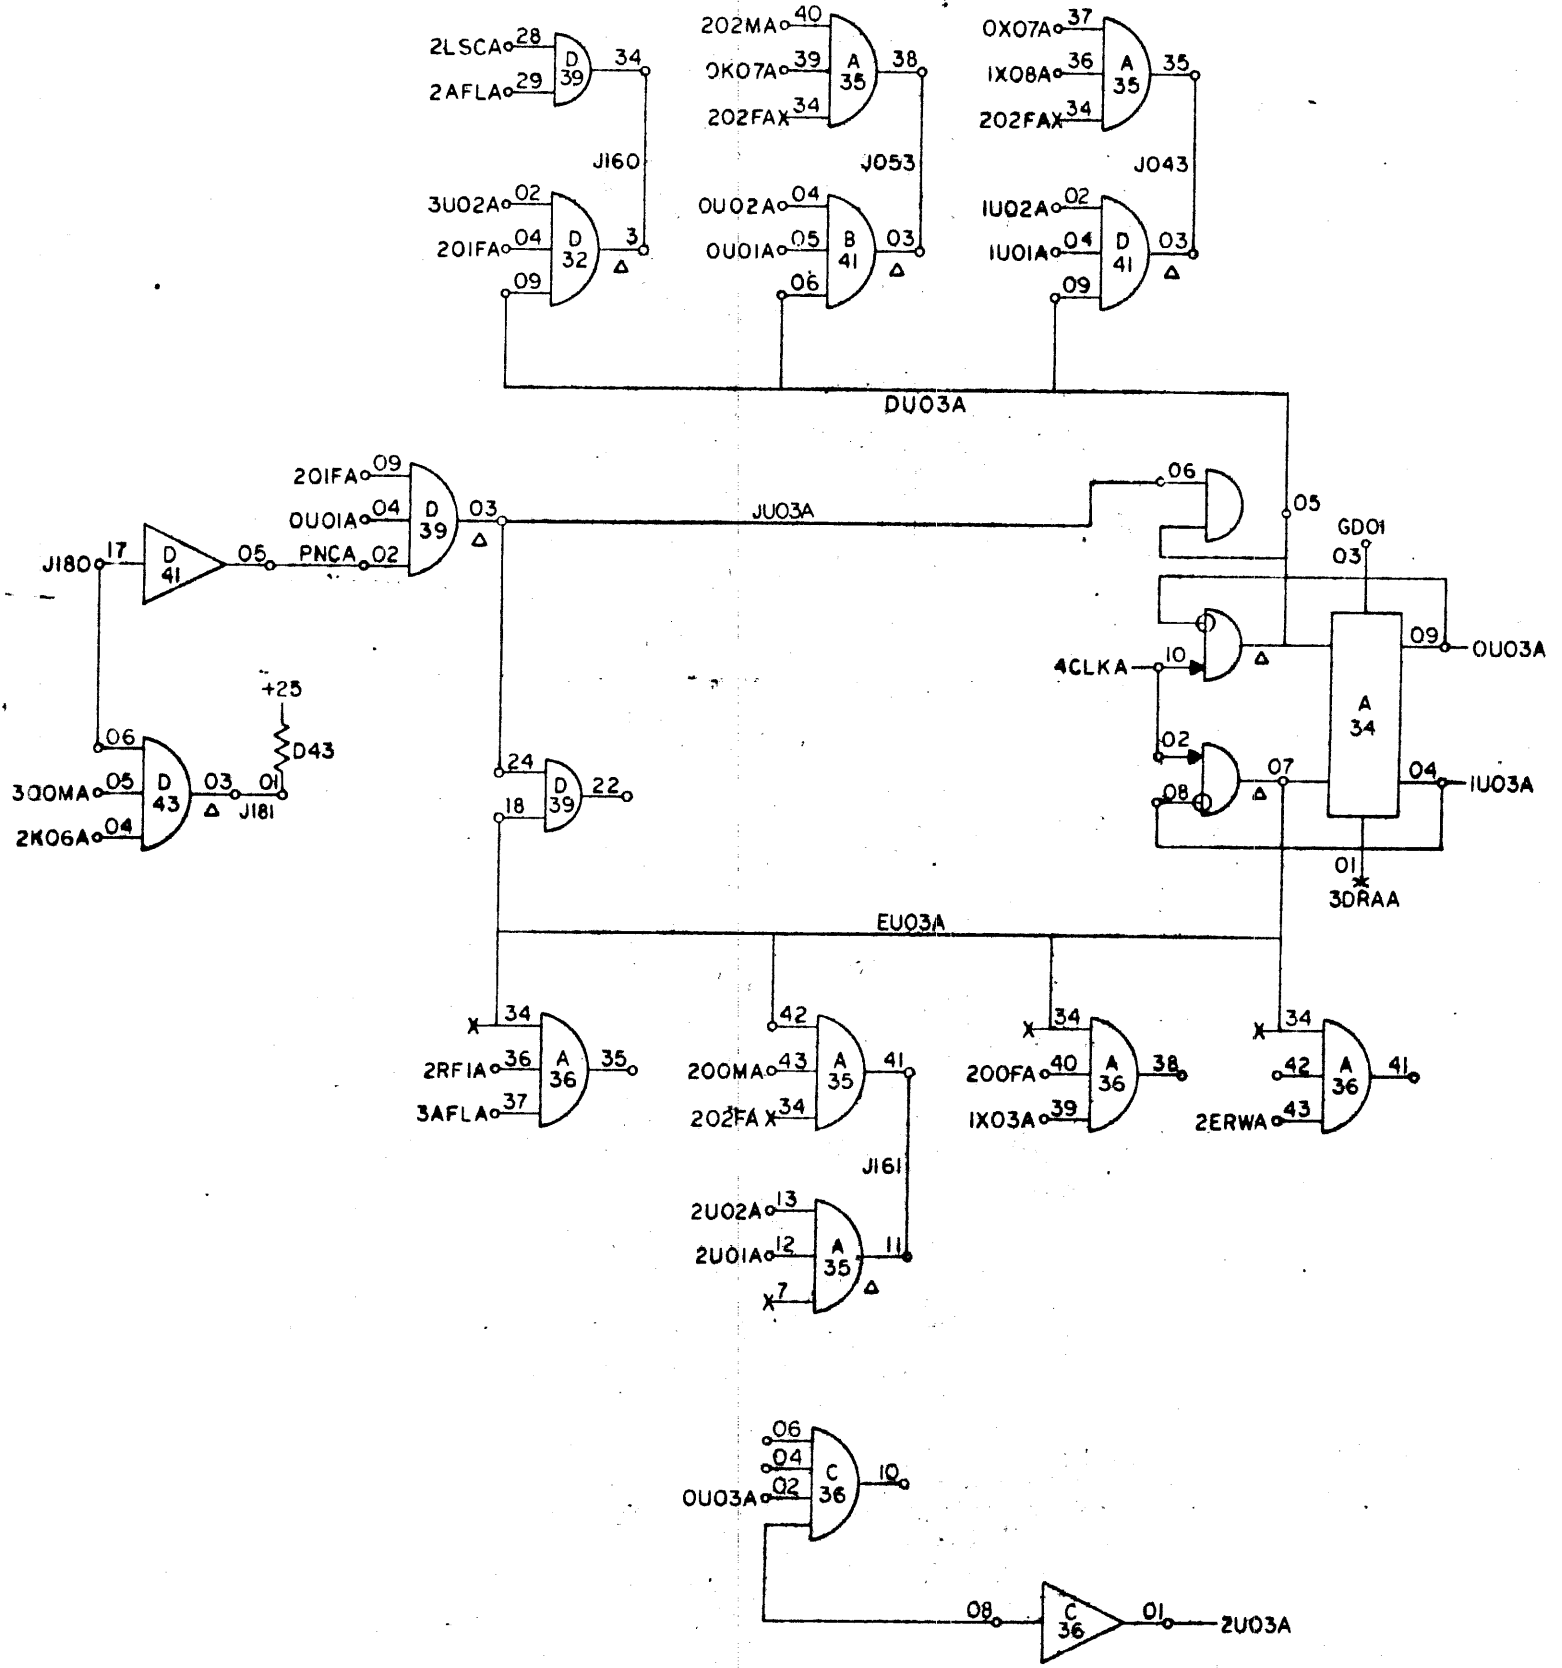 2LSCA 28
D
39
34
2AFLA 29
J160
3U02A 02
201FA 04
D
32
3
Δ
09
202MA 40
0K07A 39
A
35
38
202FA 34
J053
0U02A 04
0U01A 05
B
41
03
Δ
06
0X07A 37
1X08A 36
A
35
35
202FA 34
J043
1U02A 02
1U01A 04
D
41
03
Δ
09
DU03A
201FA 09
0U01A 04
D
39
03
Δ
J180 17
D
41
05 PNCA 02
JU03A
06
05
GD01
03
4CLKA 10
Δ
09 0U03A
A
34
02
08
Δ
07
04 1U03A
01
3DRAA
+25
D43
06
300MA 05
D
43
03
Δ
J181
01
2K06A 04
24
18
D
39
22
EU03A
X 34
2RF1A 36
A
36
35
3AFLA 37
42
200MA 43
A
35
41
202FA X 34
J161
X 34
200FA 40
A
36
38
1X03A 39
X 34
42
A
36
41
2ERWA 43
2U02A 13
2U01A 12
A
35
11
Δ
X 7
06
04
0U03A 02
C
36
10
08
C
36
01 2U03A